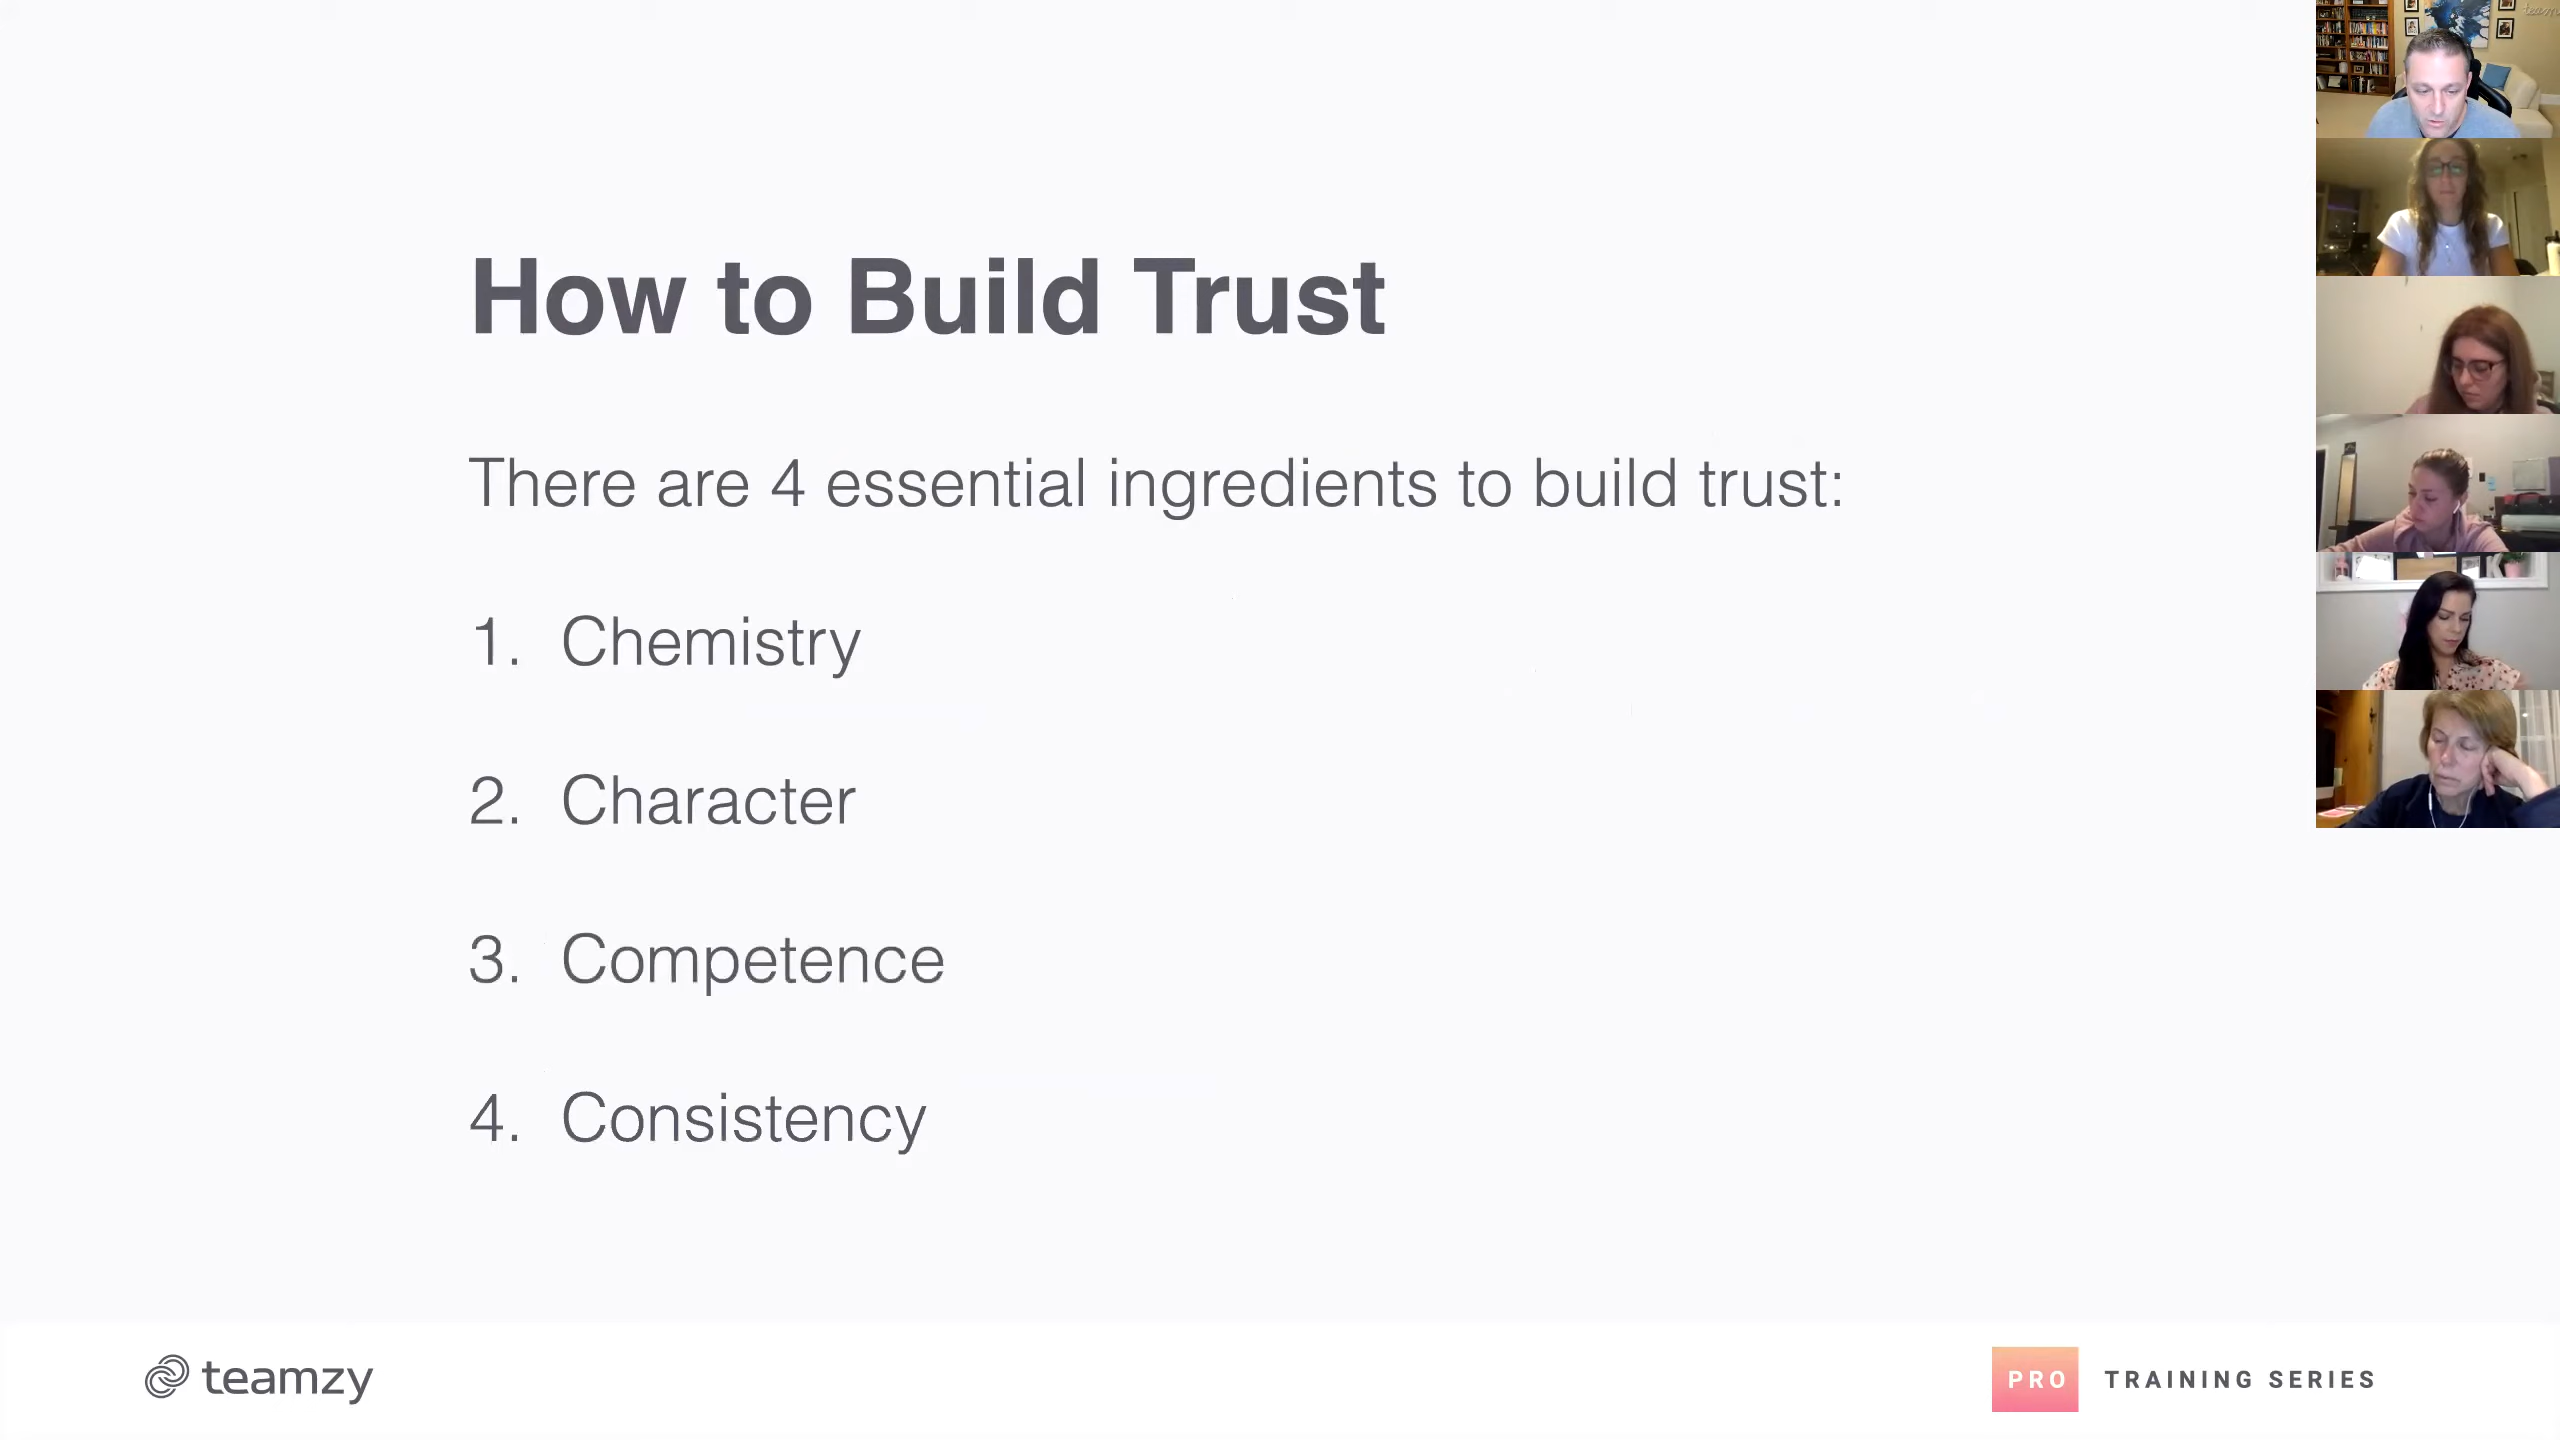 How to Build Trust
There are 4 essential ingredients to build trust:
1. Chemistry
2. Character
3. Competence
4. Consistency
teamzy
PRO TRAINING SERIES